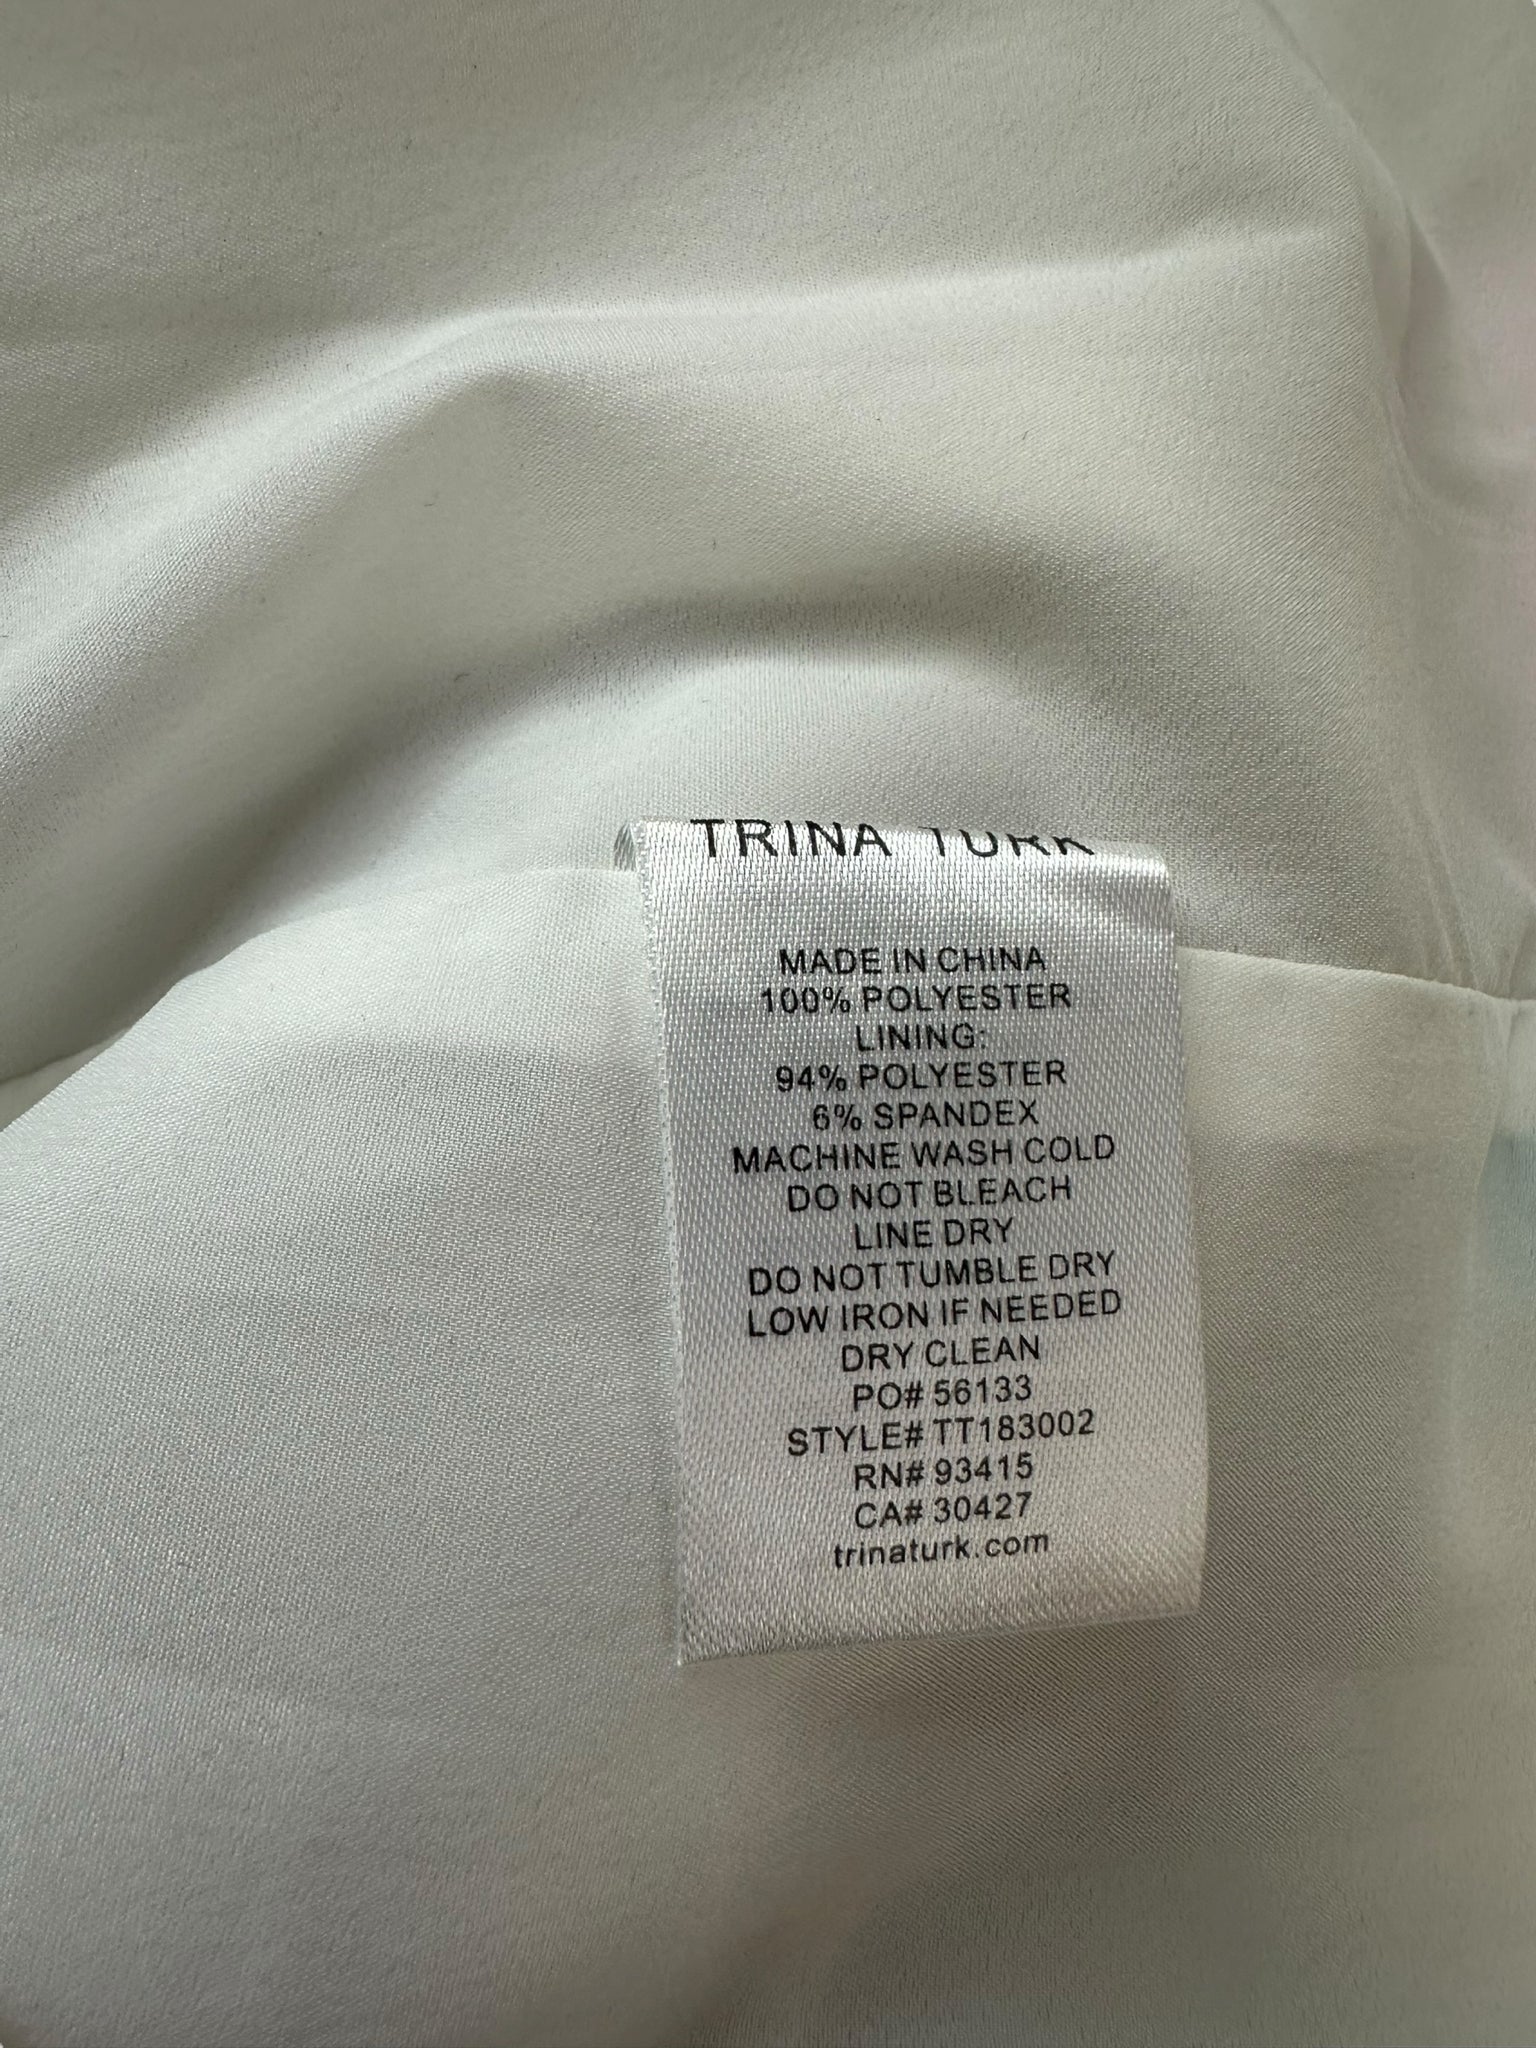 TRINA TURK
MADE IN CHINA
100% POLYESTER
LINING:
94% POLYESTER
6% SPANDEX
MACHINE WASH COLD
DO NOT BLEACH
LINE DRY
DO NOT TUMBLE DRY
LOW IRON IF NEEDED
DRY CLEAN
PO# 56133
STYLE# TT183002
RN# 93415
CA# 30427
trinaturk.com